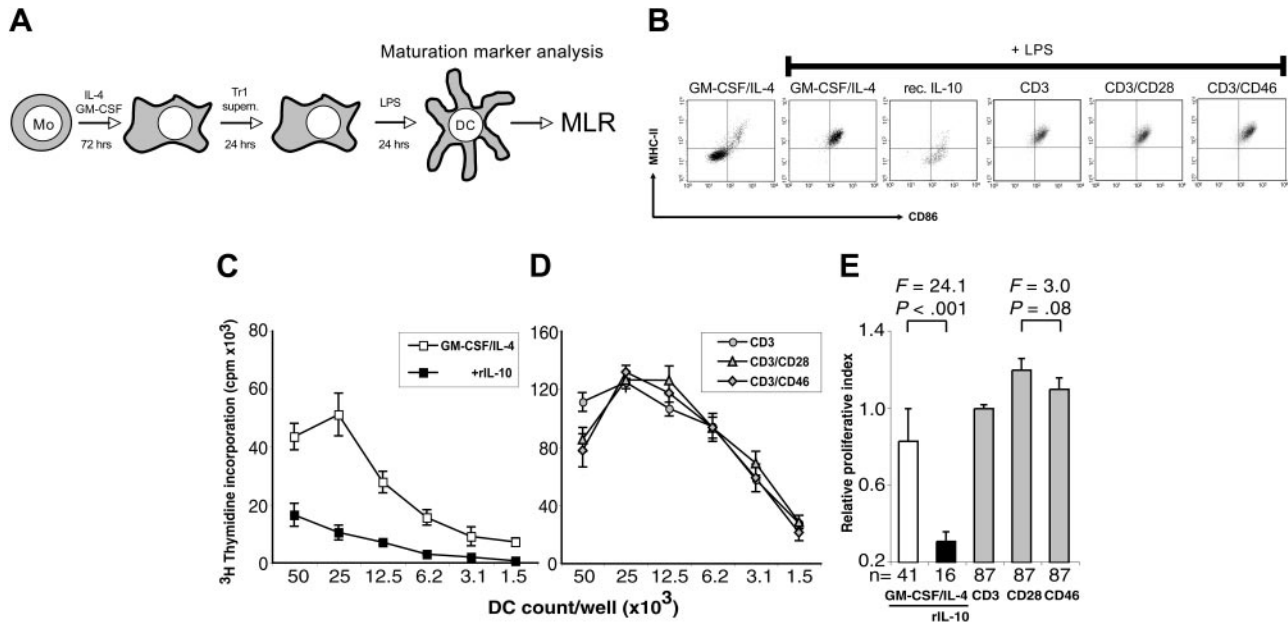 A
Maturation marker analysis
Mo
IL-4
GM-CSF
72 hrs
Tr1
supern.
24 hrs
LPS
24 hrs
DC
MLR
B
+ LPS
GM-CSF/IL-4 GM-CSF/IL-4 rec. IL-10 CD3 CD3/CD28 CD3/CD46
MHC-II
CD86
C
3H Thymidine incorporation (cpm x10³)
80
60
40
20
0
GM-CSF/IL-4
+rIL-10
50 25 12.5 6.2 3.1 1.5
D
160
120
80
40
0
CD3
CD3/CD28
CD3/CD46
50 25 12.5 6.2 3.1 1.5
DC count/well (x10³)
E
F = 24.1
P < .001
F = 3.0
P = .08
Relative proliferative index
1.4
1.0
0.6
0.2
n= 41 16 87 87 87
GM-CSF/IL-4 CD3 CD28 CD46
rIL-10